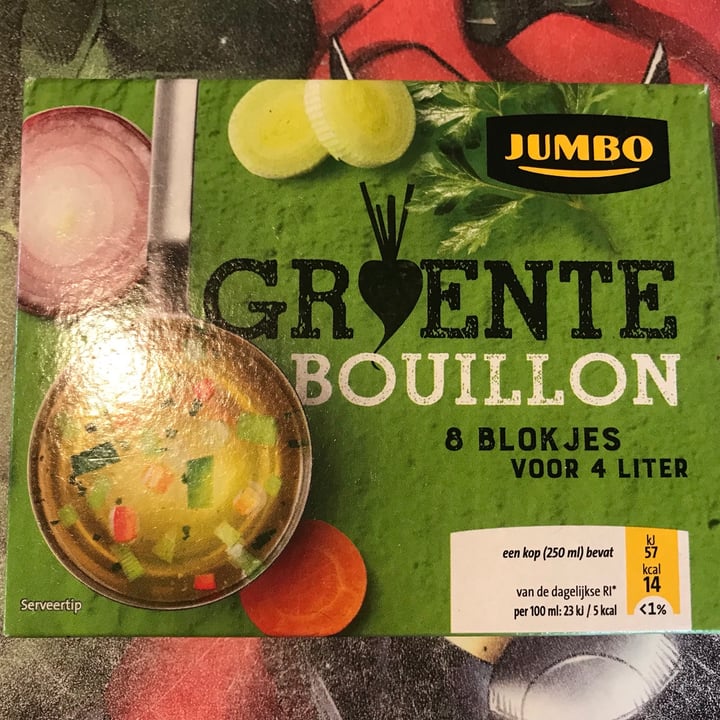 JUMBO
GROENTE
BOUILLON
8 BLOKJES
VOOR 4 LITER
een kop (250 ml) bevat
kJ
57
kcal
14
van de dagelijkse RI*
per 100 ml: 23 kJ / 5 kcal
<1%
Serveertip